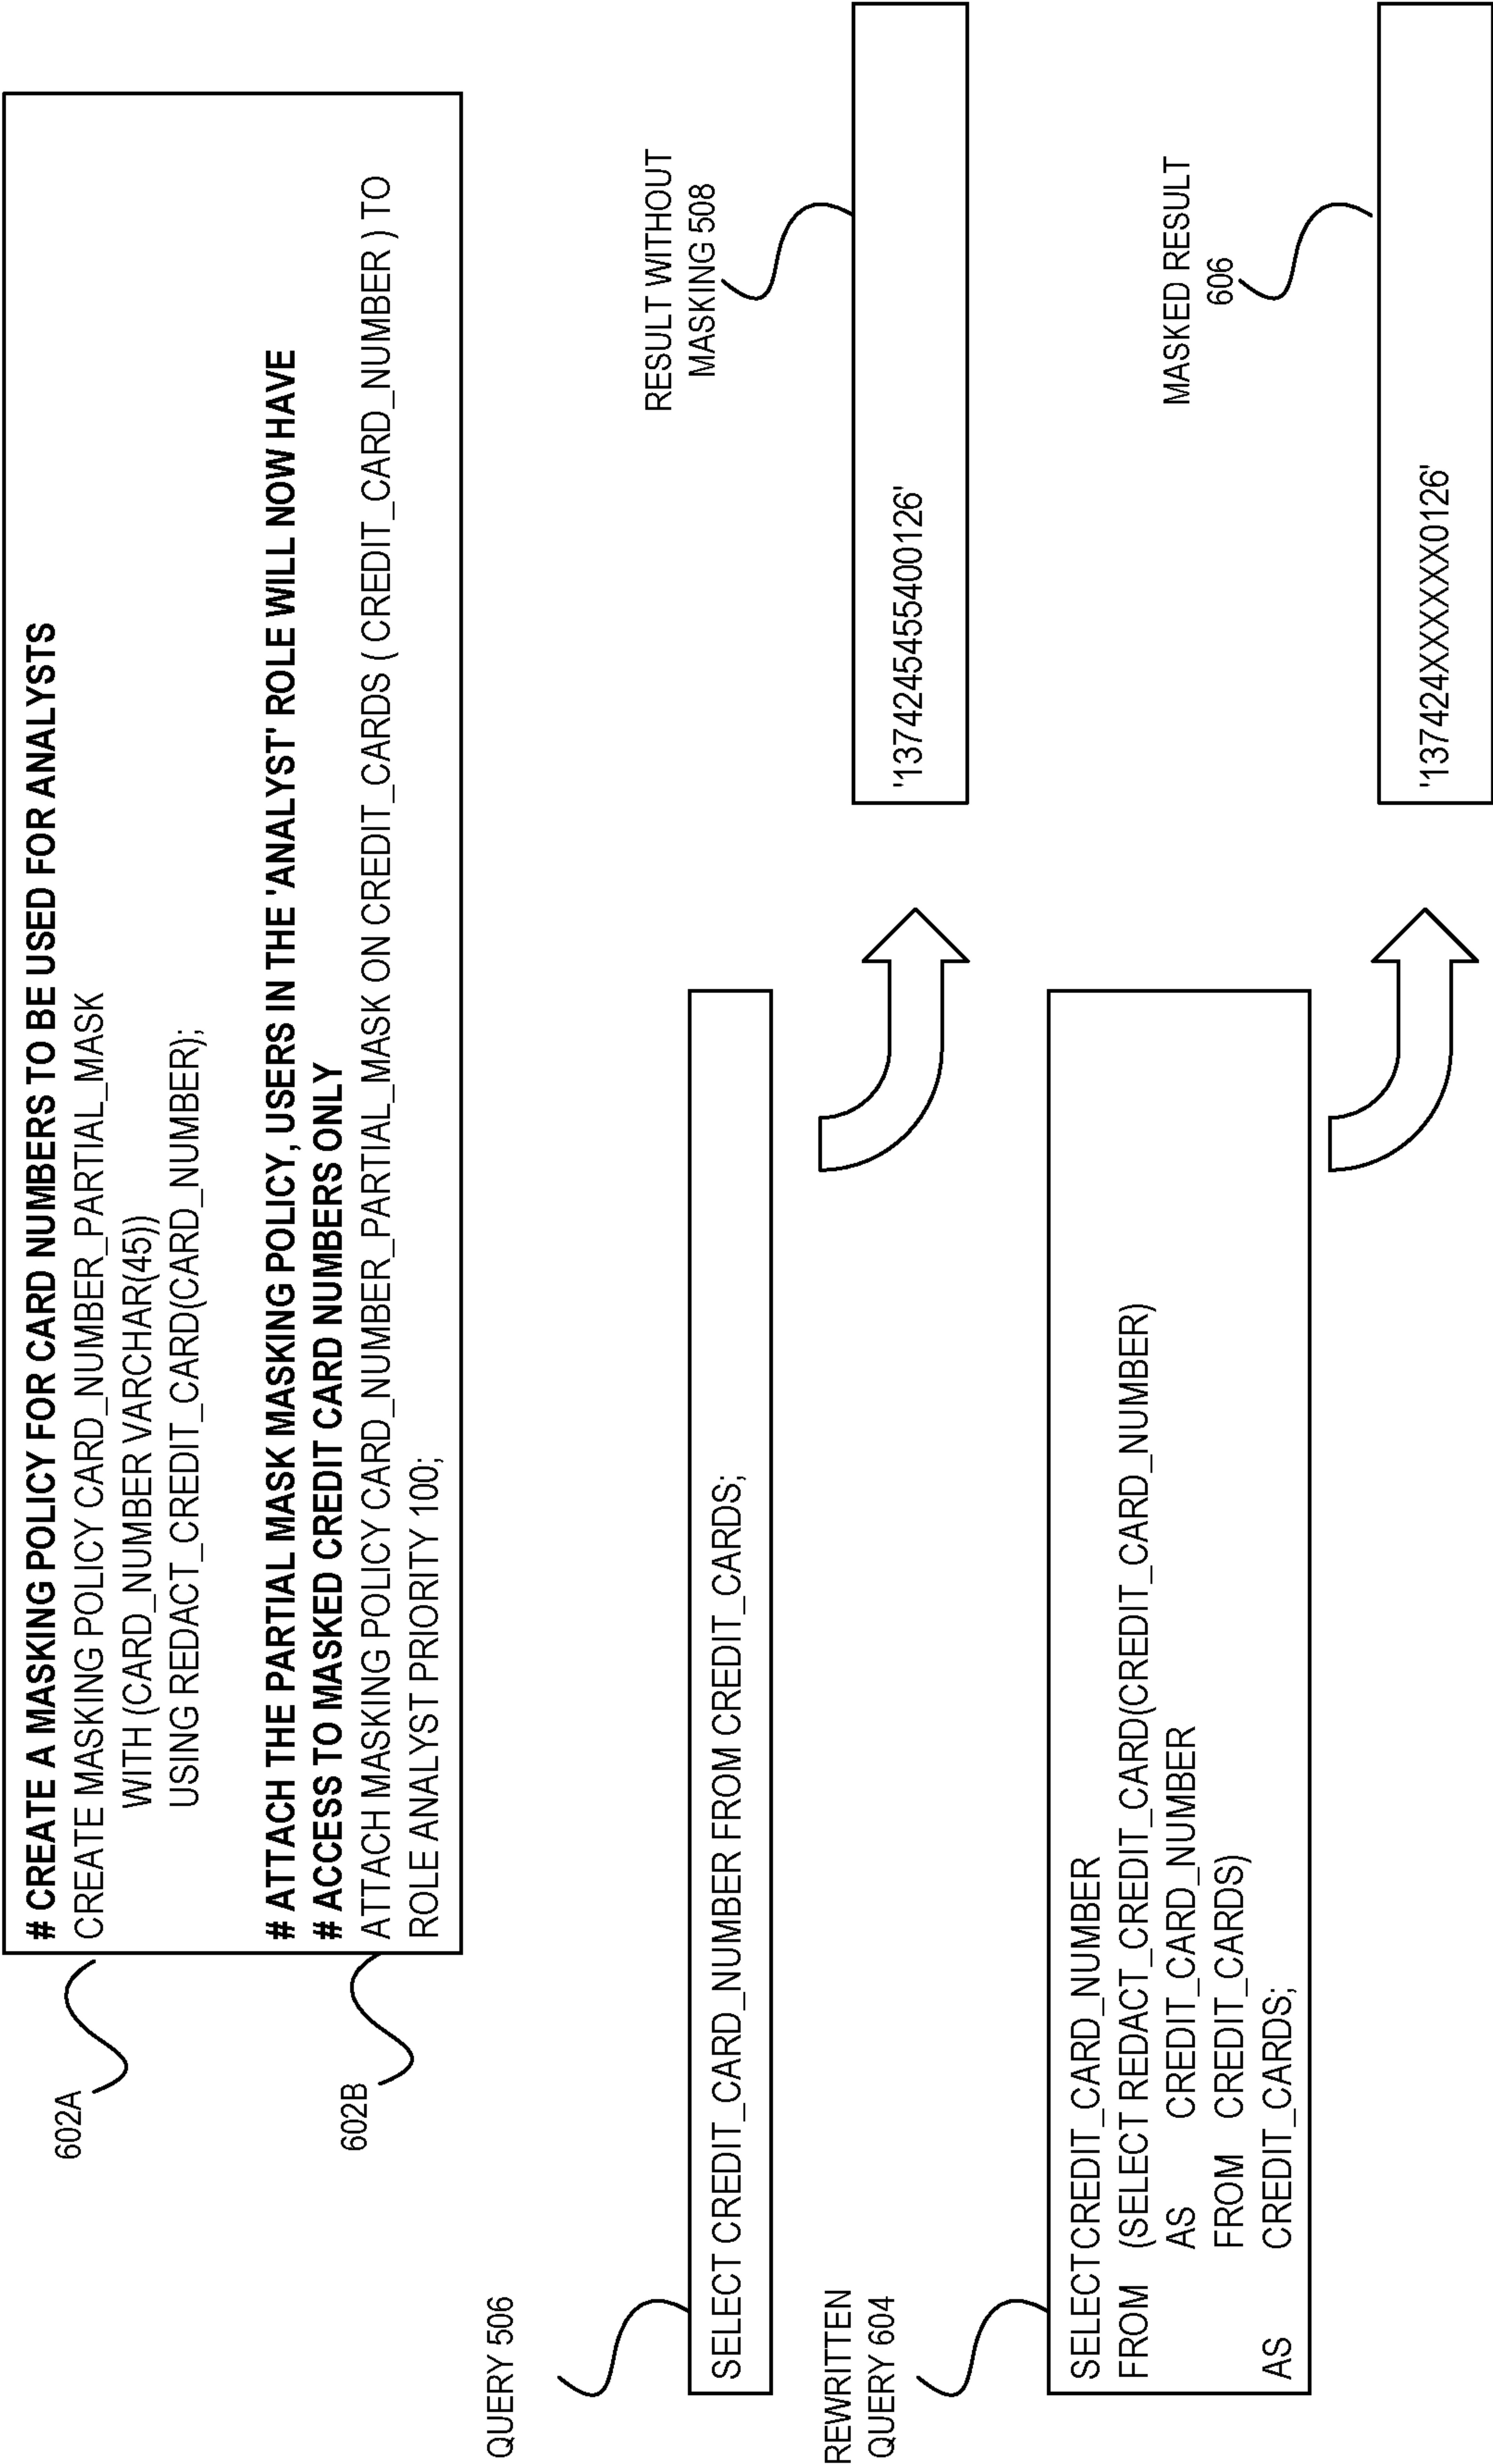 # CREATE A MASKING POLICY FOR CARD NUMBERS TO BE USED FOR ANALYSTS
CREATE MASKING POLICY CARD_NUMBER_PARTIAL_MASK
WITH (CARD_NUMBER VARCHAR(45))
USING REDACT_CREDIT_CARD(CARD_NUMBER);
# ATTACH THE PARTIAL MASK MASKING POLICY, USERS IN THE 'ANALYST' ROLE WILL NOW HAVE
# ACCESS TO MASKED CREDIT CARD NUMBERS ONLY
ATTACH MASKING POLICY CARD_NUMBER_PARTIAL_MASK ON CREDIT_CARDS ( CREDIT_CARD_NUMBER ) TO
ROLE ANALYST PRIORITY 100;
602A
602B
QUERY 506
SELECT CREDIT_CARD_NUMBER FROM CREDIT_CARDS;
RESULT WITHOUT
MASKING 508
'1374245455400126'
REWRITTEN
QUERY 604
SELECT CREDIT_CARD_NUMBER
FROM (SELECT REDACT_CREDIT_CARD(CREDIT_CARD_NUMBER)
AS CREDIT_CARD_NUMBER
FROM CREDIT_CARDS)
AS CREDIT_CARDS;
MASKED RESULT
606
'137424XXXXXX0126'